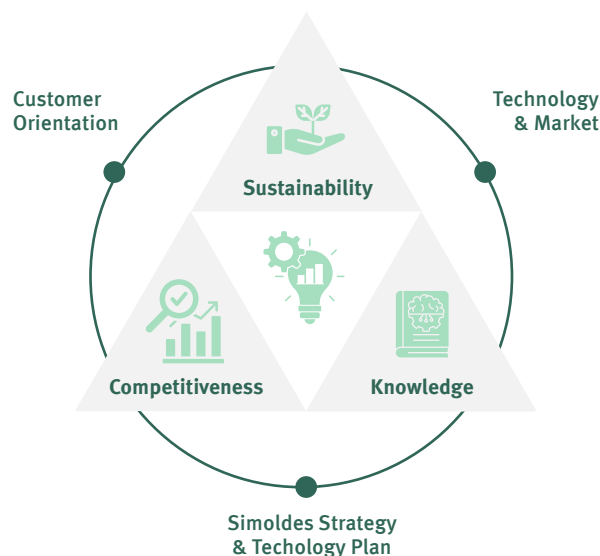 Customer
Orientation
Technology
& Market
Sustainability
Competitiveness
Knowledge
Simoldes Strategy
& Techology Plan